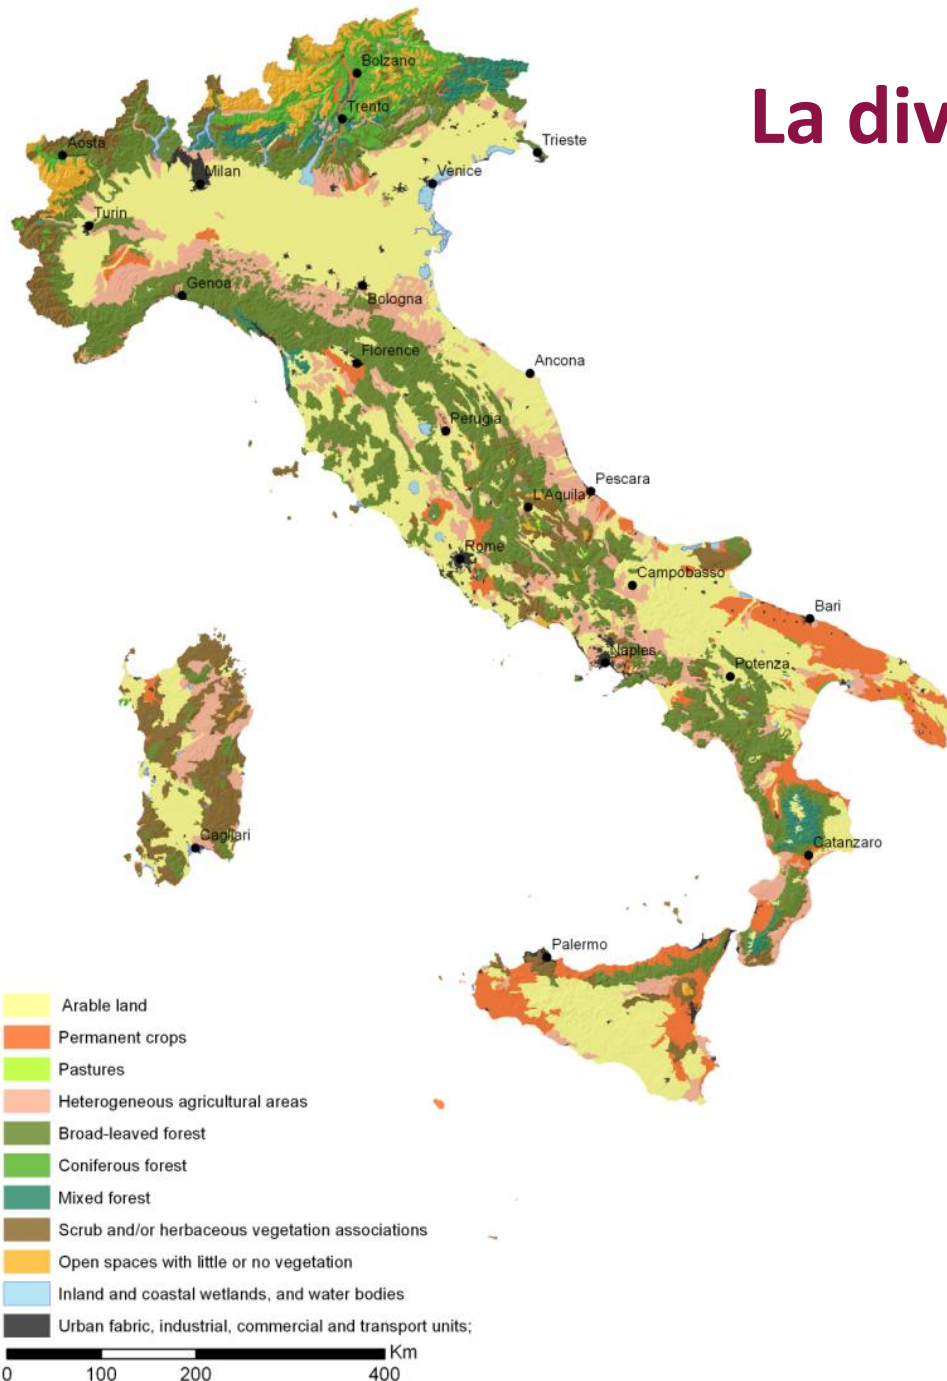 La div
Bolzano
Trento
Aosta
Trieste
Milan
Venice
Turin
Genoa
Bologna
Florence
Ancona
Perugia
Pescara
L'Aquila
Rome
Campobasso
Bari
Naples
Potenza
Cagliari
Catanzaro
Palermo
Arable land
Permanent crops
Pastures
Heterogeneous agricultural areas
Broad-leaved forest
Coniferous forest
Mixed forest
Scrub and/or herbaceous vegetation associations
Open spaces with little or no vegetation
Inland and coastal wetlands, and water bodies
Urban fabric, industrial, commercial and transport units;
Km
0 100 200 400